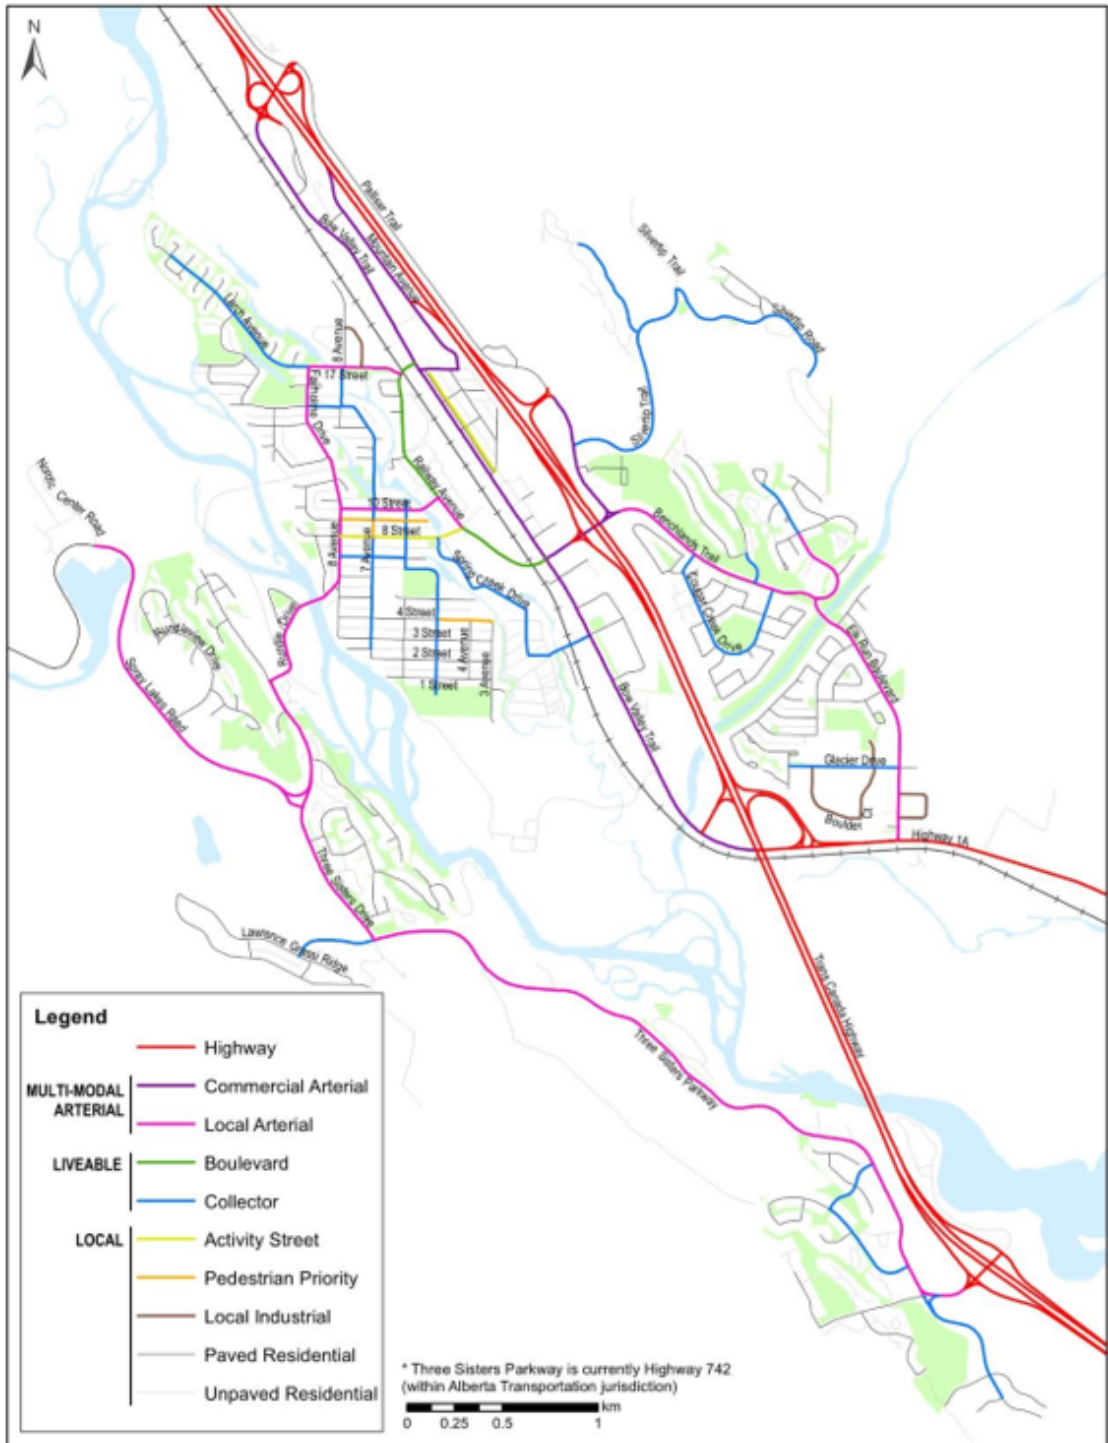 N
Palliser Trail
Bow Valley Trail
Mountain Avenue
Silvertip Trail
Silvertip Road
Larch Avenue
8 Avenue
17 Street
Fairholme Drive
Silvertip Trail
Railway Avenue
Nordic Center Road
10 Street
8 Street
8 Avenue
7 Avenue
Benchlands Trail
Spring Creek Drive
Cougar Creek Drive
4 Street
3 Street
2 Street
1 Street
4 Avenue
3 Avenue
Rundle Drive
Rundleview Drive
Spray Lakes Road
Elk Run Boulevard
Bow Valley Trail
Glacier Drive
Boulder Ct
Highway 1A
Three Sisters Drive
Lawrence Grassi Ridge
Trans Canada Highway
Three Sisters Parkway
Legend
Highway
MULTI-MODAL
ARTERIAL
Commercial Arterial
Local Arterial
LIVEABLE
Boulevard
Collector
LOCAL
Activity Street
Pedestrian Priority
Local Industrial
Paved Residential
Unpaved Residential
* Three Sisters Parkway is currently Highway 742
(within Alberta Transportation jurisdiction)
km
0 0.25 0.5 1